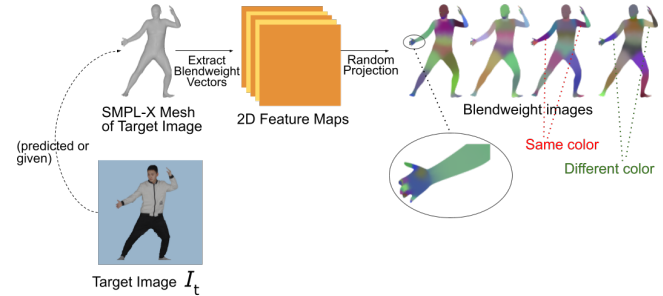 Extract
Blendweight
Vectors
Random
Projection
SMPL-X Mesh
of Target Image
2D Feature Maps
Blendweight images
Same color
Different color
(predicted or
given)
Target Image I_t